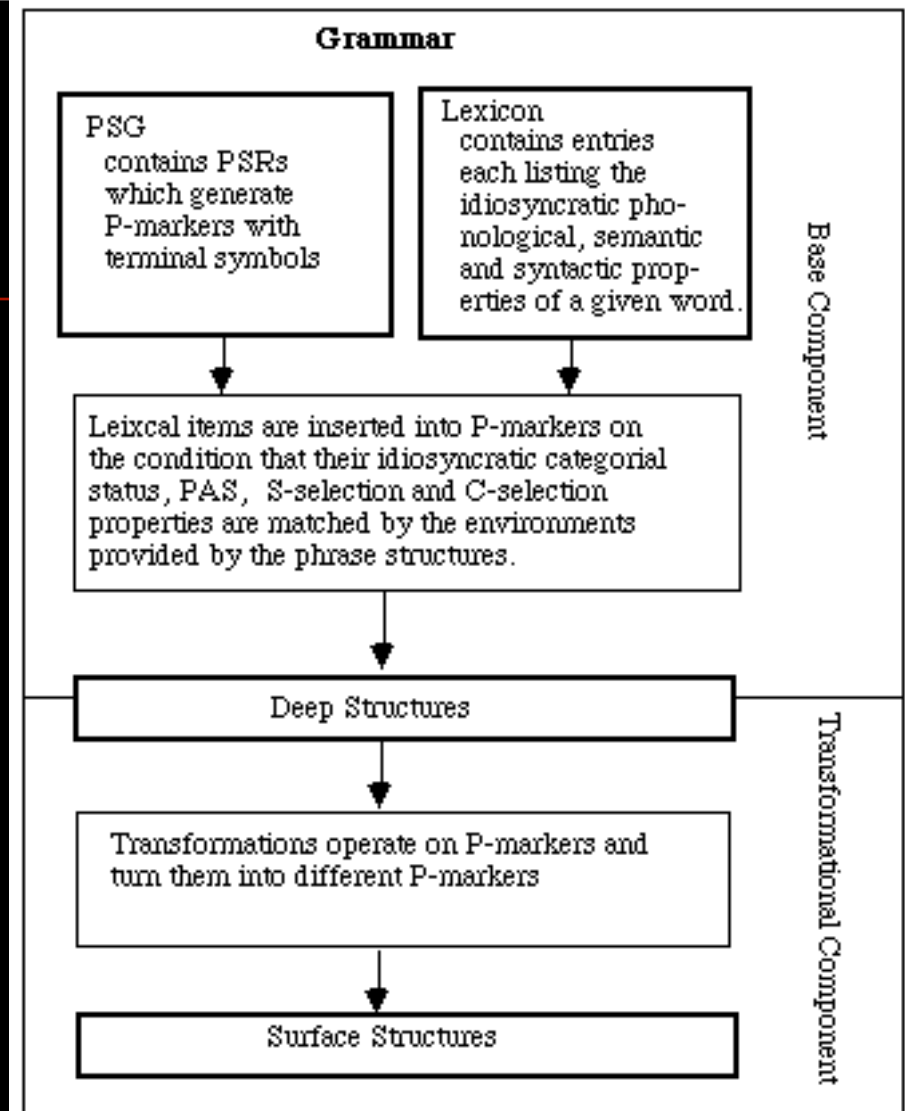 Grammar
PSG
contains PSRs
which generate
P-markers with
terminal symbols
Lexicon
contains entries
each listing the
idiosyncratic pho-
nological, semantic
and syntactic prop-
erties of a given word.
Base Component
Leixcal items are inserted into P-markers on
the condition that their idiosyncratic categorial
status, PAS, S-selection and C-selection
properties are matched by the environments
provided by the phrase structures.
Deep Structures
Transformational Component
Transformations operate on P-markers and
turn them into different P-markers
Surface Structures